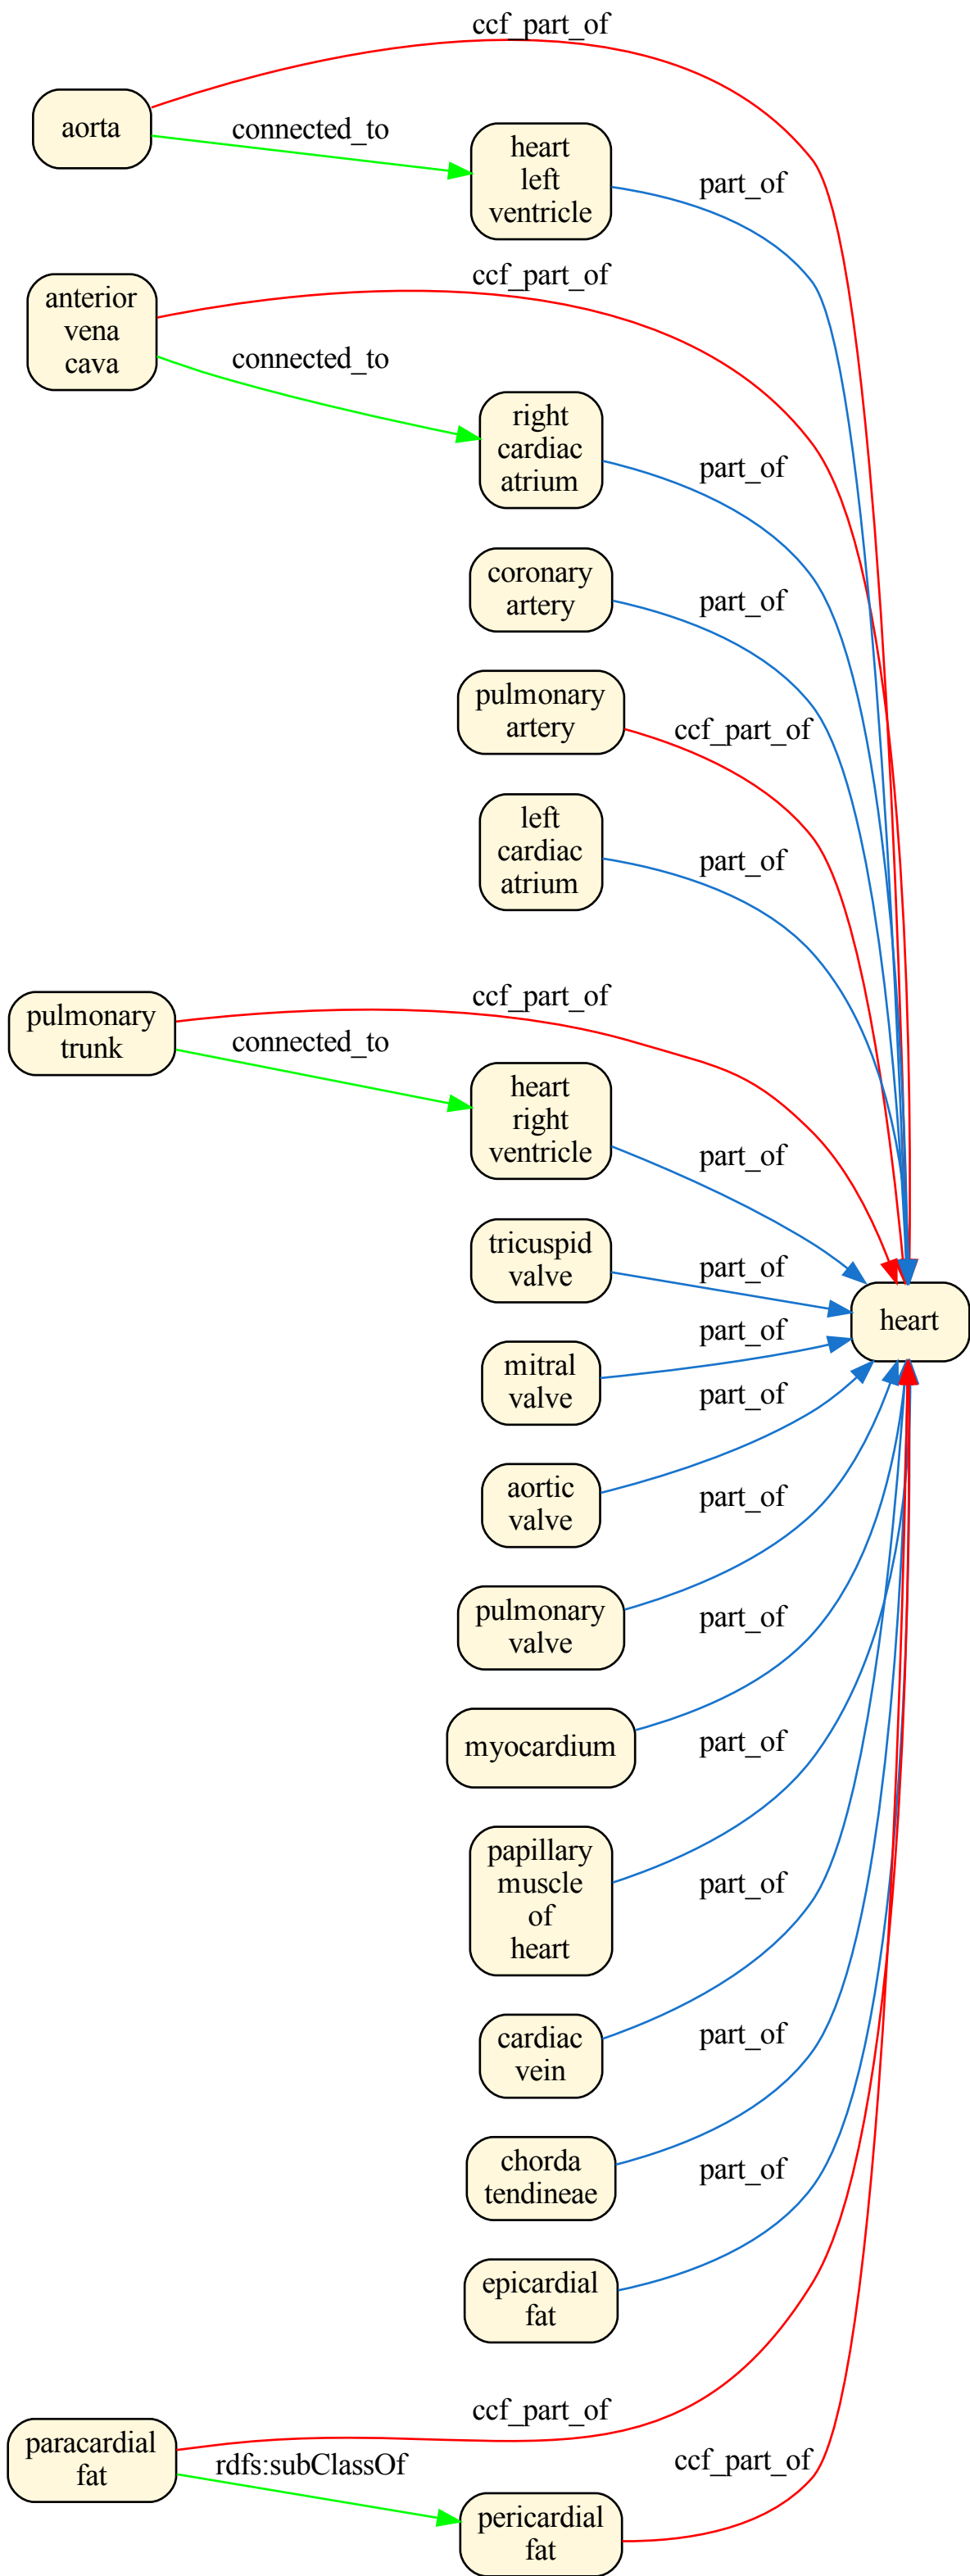 ccf_part_of
aorta
connected_to
heart
left
ventricle
part_of
ccf_part_of
anterior
vena
cava
connected_to
right
cardiac
atrium
part_of
coronary
artery
part_of
pulmonary
artery
ccf_part_of
left
cardiac
atrium
part_of
ccf_part_of
pulmonary
trunk
connected_to
heart
right
ventricle
part_of
tricuspid
valve
part_of
heart
part_of
mitral
valve
part_of
aortic
valve
part_of
pulmonary
valve
part_of
myocardium
part_of
papillary
muscle
of
heart
part_of
cardiac
vein
part_of
chorda
tendineae
part_of
epicardial
fat
ccf_part_of
paracardial
fat
rdfs:subClassOf
ccf_part_of
pericardial
fat